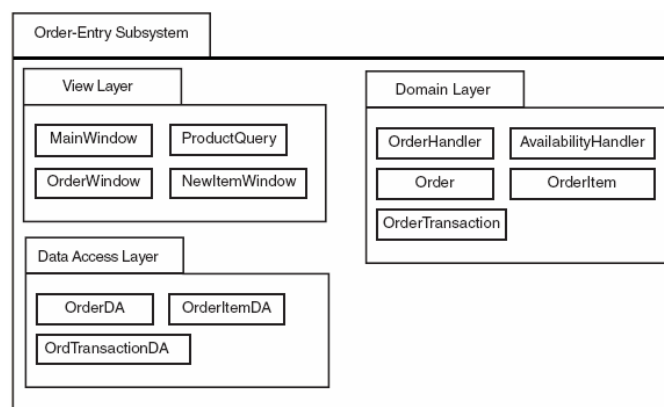 Order-Entry Subsystem
View Layer
MainWindow
ProductQuery
OrderWindow
NewItemWindow
Domain Layer
OrderHandler
AvailabilityHandler
Order
OrderItem
OrderTransaction
Data Access Layer
OrderDA
OrderItemDA
OrdTransactionDA